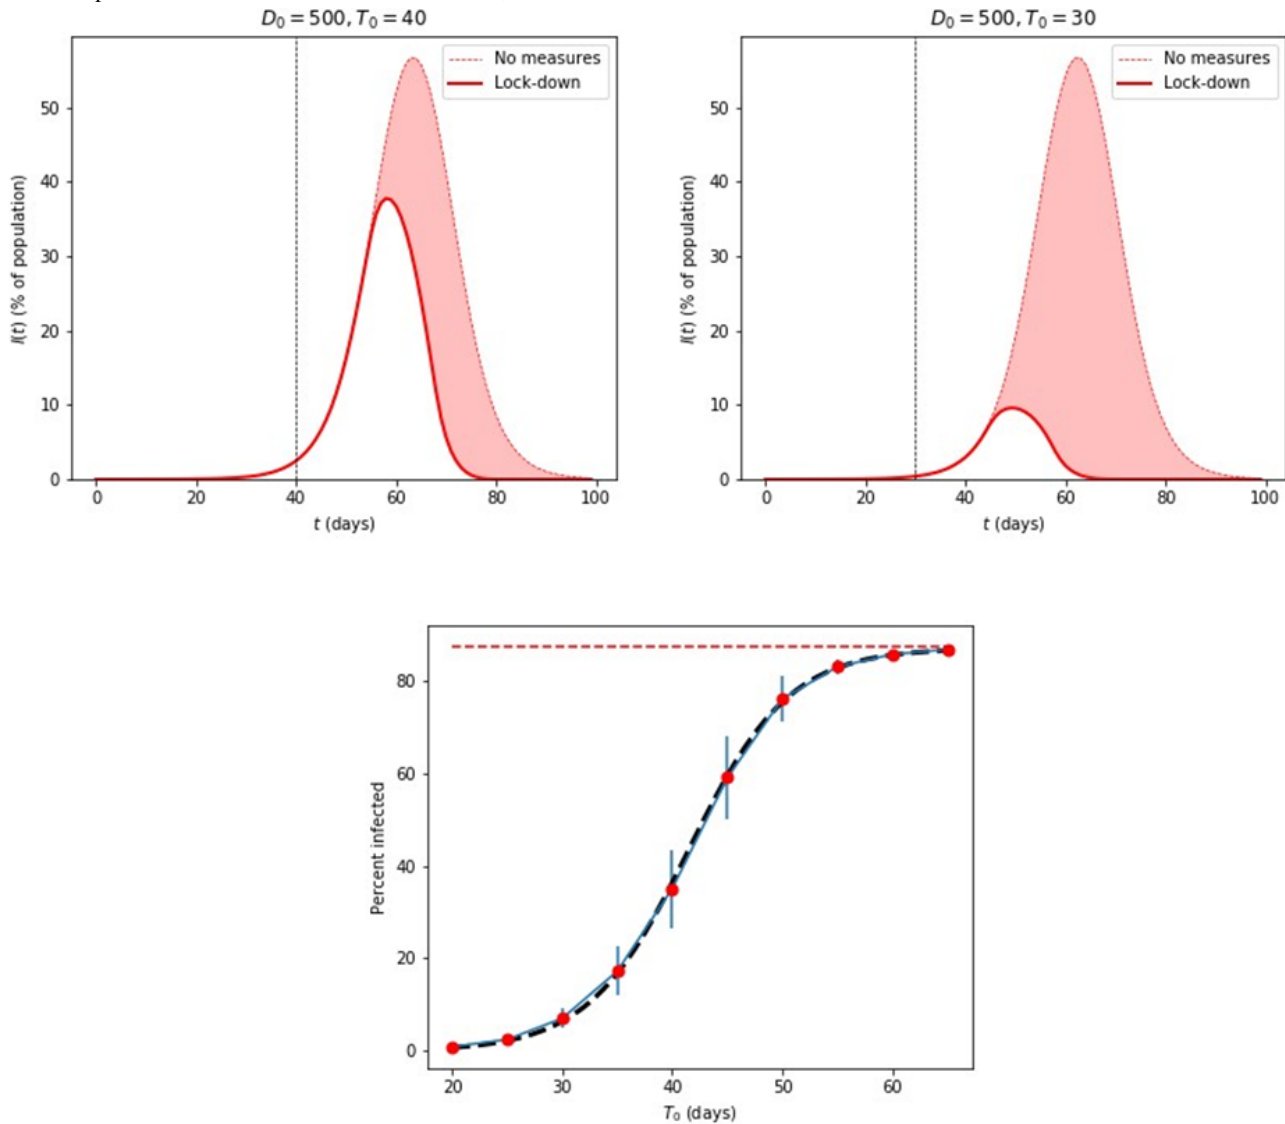 D₀ = 500, T₀ = 40
No measures
Lock-down
I(t) (% of population)
50
40
30
20
10
0
0 20 40 60 80 100
t (days)
D₀ = 500, T₀ = 30
No measures
Lock-down
I(t) (% of population)
50
40
30
20
10
0
0 20 40 60 80 100
t (days)
Percent infected
80
60
40
20
0
20 30 40 50 60
T₀ (days)